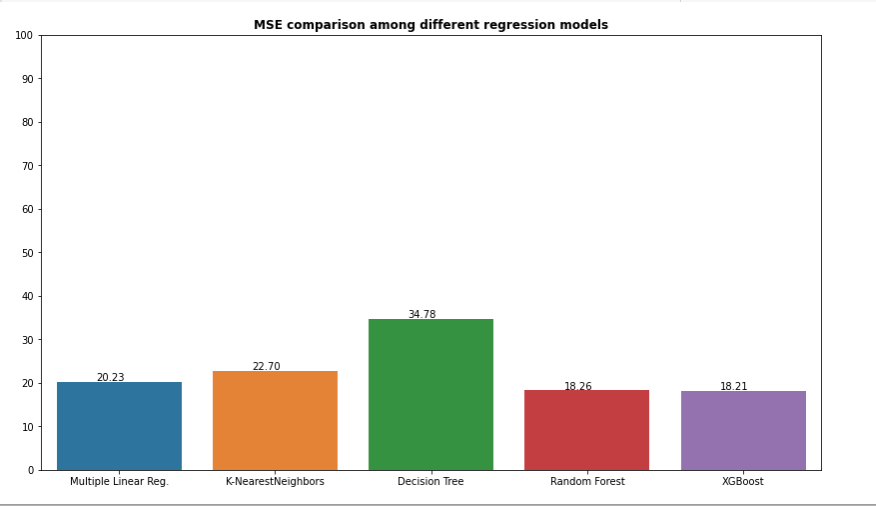 MSE comparison among different regression models
100
90
80
70
60
50
40
30
20
10
0
20.23
22.70
34.78
18.26
18.21
Multiple Linear Reg.
K-NearestNeighbors
Decision Tree
Random Forest
XGBoost